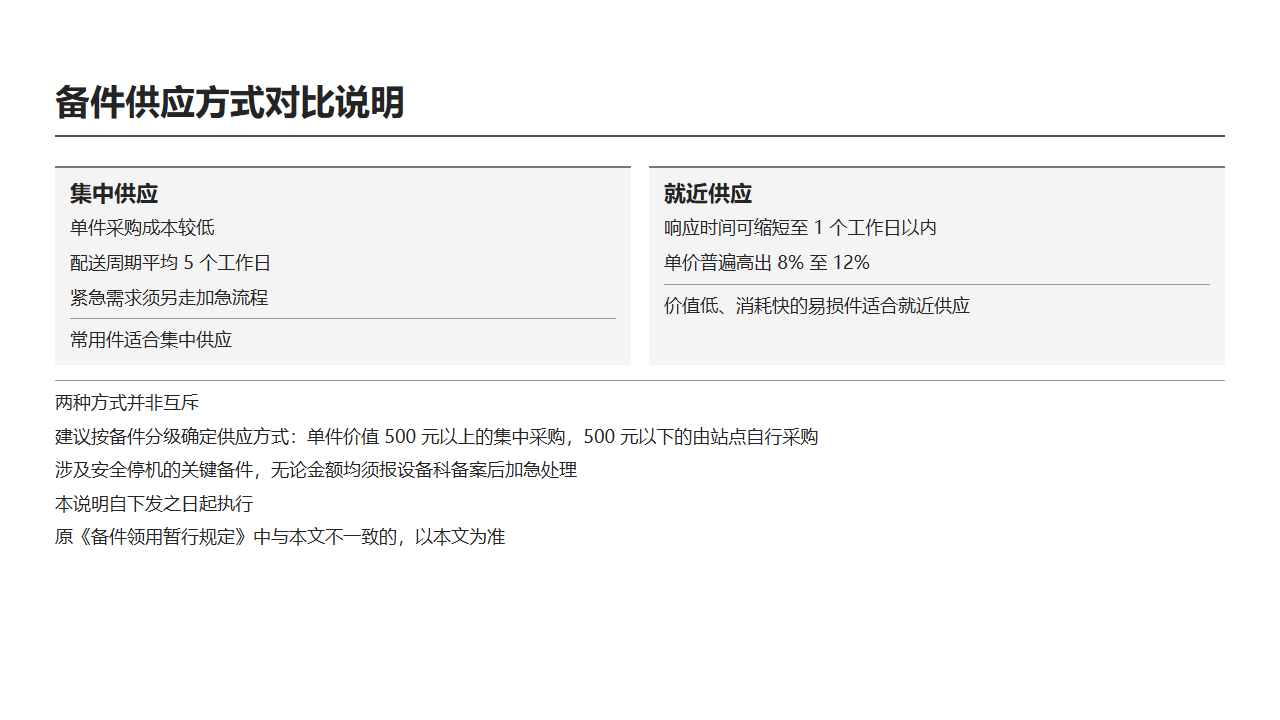 备件供应方式对比说明
集中供应
单件采购成本较低
配送周期平均 5 个工作日
紧急需求须另走加急流程
常用件适合集中供应
就近供应
响应时间可缩短至 1 个工作日以内
单价普遍高出 8% 至 12%
价值低、消耗快的易损件适合就近供应
两种方式并非互斥
建议按备件分级确定供应方式：单件价值 500 元以上的集中采购，500 元以下的由站点自行采购
涉及安全停机的关键备件，无论金额均须报设备科备案后加急处理
本说明自下发之日起执行
原《备件领用暂行规定》中与本文不一致的，以本文为准